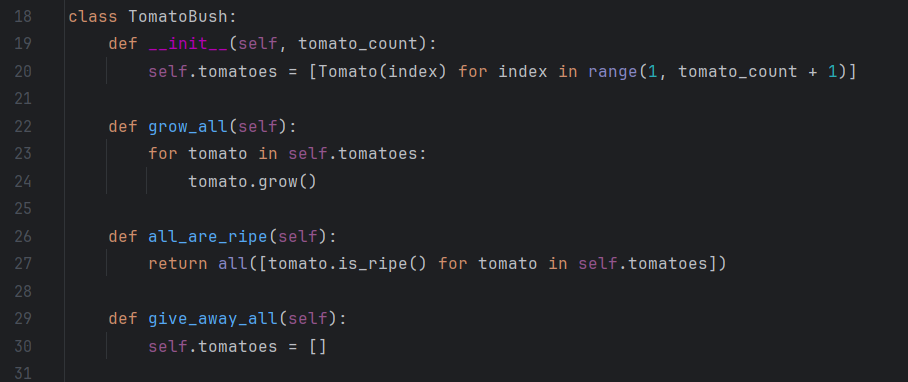 18 class TomatoBush:
19     def __init__(self, tomato_count):
20         self.tomatoes = [Tomato(index) for index in range(1, tomato_count + 1)]
21
22     def grow_all(self):
23         for tomato in self.tomatoes:
24             tomato.grow()
25
26     def all_are_ripe(self):
27         return all([tomato.is_ripe() for tomato in self.tomatoes])
28
29     def give_away_all(self):
30         self.tomatoes = []
31